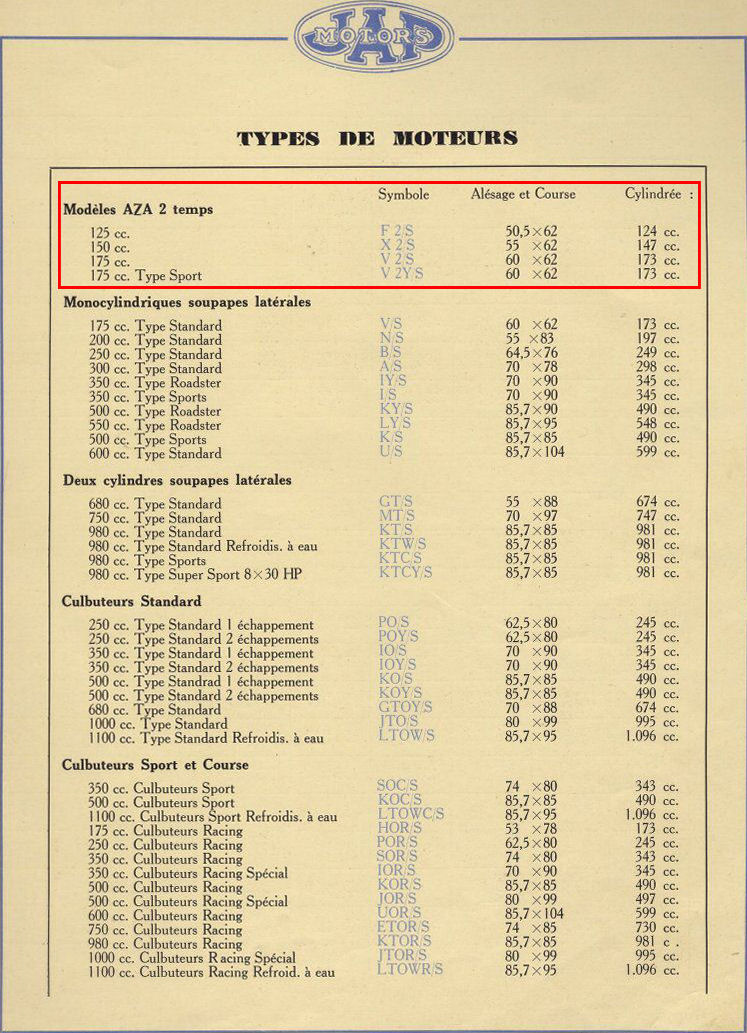 JAP MOTORS
TYPES DE MOTEURS
Symbole Alésage et Course Cylindrée :
Modèles AZA 2 temps
125 cc. F 2/S 50,5×62 124 cc.
150 cc. X 2/S 55 ×62 147 cc.
175 cc. V 2/S 60 ×62 173 cc.
175 cc. Type Sport V 2Y/S 60 ×62 173 cc.
Monocylindriques soupapes latérales
175 cc. Type Standard V/S 60 ×62 173 cc.
200 cc. Type Standard N/S 55 ×83 197 cc.
250 cc. Type Standard B/S 64,5×76 249 cc.
300 cc. Type Standard A/S 70 ×78 298 cc.
350 cc. Type Roadster IY/S 70 ×90 345 cc.
350 cc. Type Sports I/S 70 ×90 345 cc.
500 cc. Type Roadster KY/S 85,7×90 490 cc.
550 cc. Type Roadster LY/S 85,7×95 548 cc.
500 cc. Type Sports K/S 85,7×85 490 cc.
600 cc. Type Standard U/S 85,7×104 599 cc.
Deux cylindres soupapes latérales
680 cc. Type Standard GT/S 55 ×88 674 cc.
750 cc. Type Standard MT/S 70 ×97 747 cc.
980 cc. Type Standard KT/S 85,7×85 981 cc.
980 cc. Type Standard Refroidis. à eau KTW/S 85,7×85 981 cc.
980 cc. Type Sports KTC/S 85,7×85 981 cc.
980 cc. Type Super Sport 8×30 HP KTCY/S 85,7×85 981 cc.
Culbuteurs Standard
250 cc. Type Standard 1 échappement PO/S 62,5×80 245 cc.
250 cc. Type Standard 2 échappements POY/S 62,5×80 245 cc.
350 cc. Type Standard 1 échappement IO/S 70 ×90 345 cc.
350 cc. Type Standard 2 échappements IOY/S 70 ×90 345 cc.
500 cc. Type Standrad 1 échappement KO/S 85,7×85 490 cc.
500 cc. Type Standard 2 échappements KOY/S 85,7×85 490 cc.
680 cc. Type Standard GTOY/S 70 ×88 674 cc.
1000 cc. Type Standard JTO/S 80 ×99 995 cc.
1100 cc. Type Standard Refroidis. à eau LTOW/S 85,7×95 1.096 cc.
Culbuteurs Sport et Course
350 cc. Culbuteurs Sport SOC/S 74 ×80 343 cc.
500 cc. Culbuteurs Sport KOC/S 85,7×85 490 cc.
1100 cc. Culbuteurs Sport Refroidis. à eau LTOWC/S 85,7×95 1.096 cc.
175 cc. Culbuteurs Racing HOR/S 53 ×78 173 cc.
250 cc. Culbuteurs Racing POR/S 62,5×80 245 cc.
350 cc. Culbuteurs Racing SOR/S 74 ×80 343 cc.
350 cc. Culbuteurs Racing Spécial IOR/S 70 ×90 345 cc.
500 cc. Culbuteurs Racing KOR/S 85,7×85 490 cc.
500 cc. Culbuteurs Racing Spécial JOR/S 80 ×99 497 cc.
600 cc. Culbuteurs Racing UOR/S 85,7×104 599 cc.
750 cc. Culbuteurs Racing ETOR/S 74 ×85 730 cc.
980 cc. Culbuteurs Racing KTOR/S 85,7×85 981 c .
1000 cc. Culbuteurs Racing Spécial JTOR/S 80 ×99 995 cc.
1100 cc. Culbuteurs Racing Refroid. à eau LTOWR/S 85,7×95 1.096 cc.